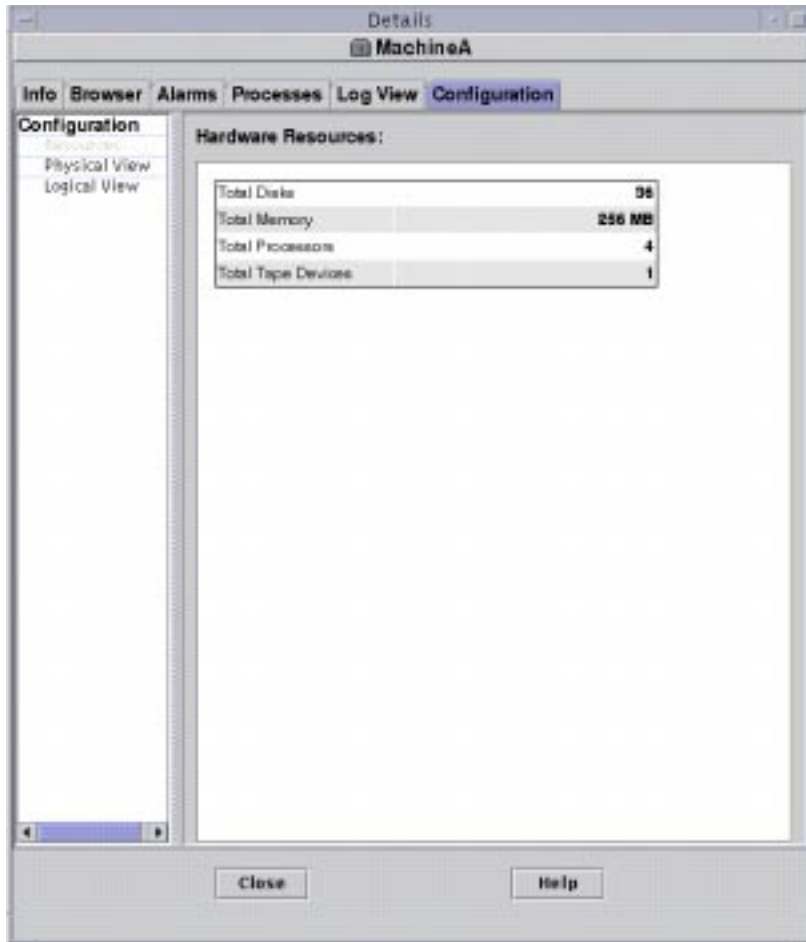 Details
MachineA
Info Browser Alarms Processes Log View Configuration
Configuration
Resources
Physical View
Logical View
Hardware Resources:
Total Disks 36
Total Memory 256 MB
Total Processors 4
Total Tape Devices 1
Close Help